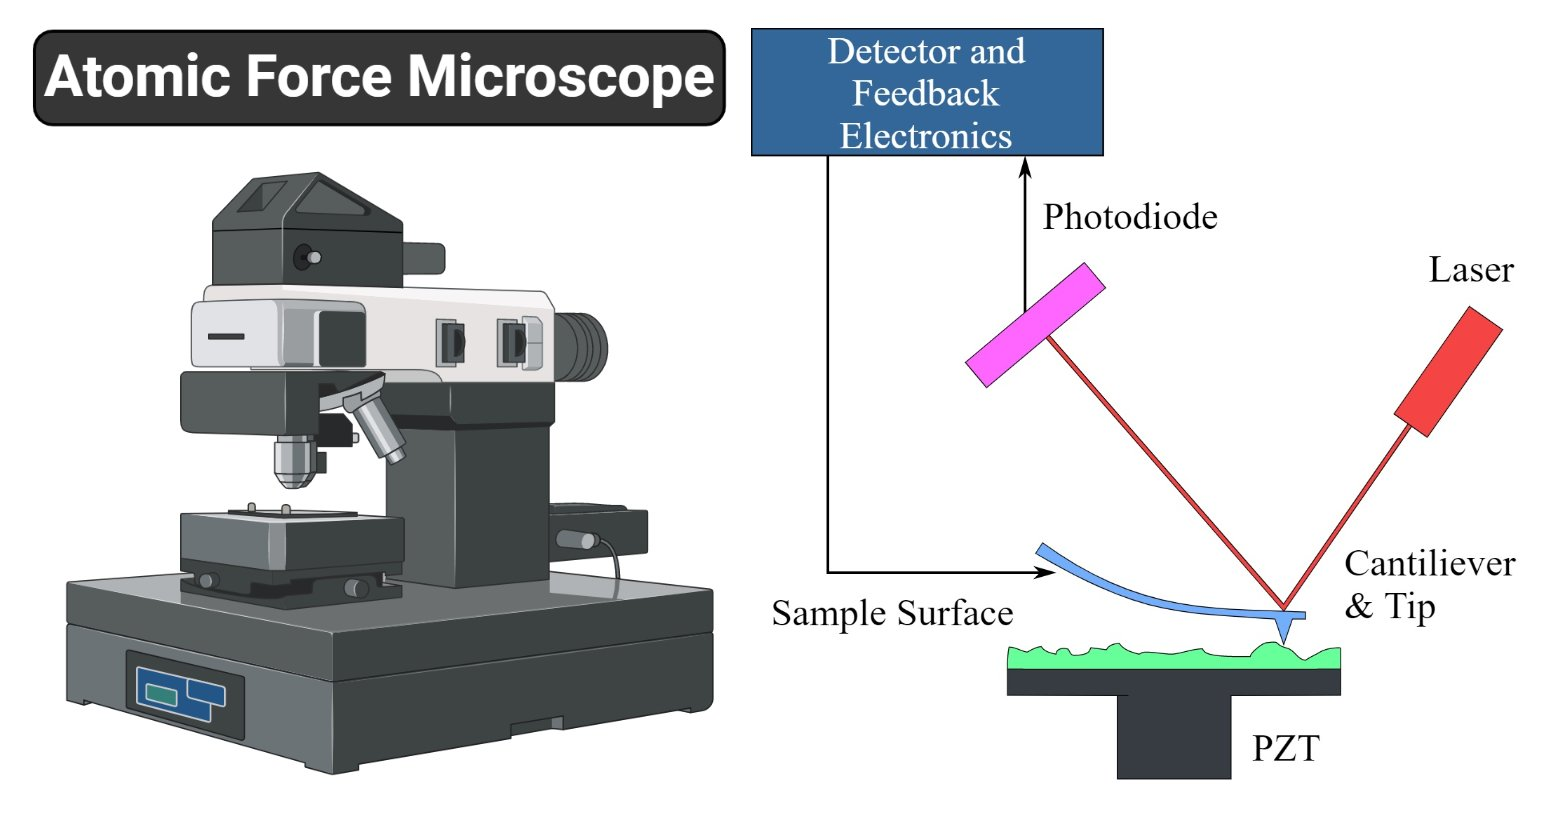 Atomic Force Microscope
Detector and
Feedback
Electronics
Photodiode
Laser
Cantiliever
& Tip
Sample Surface
PZT